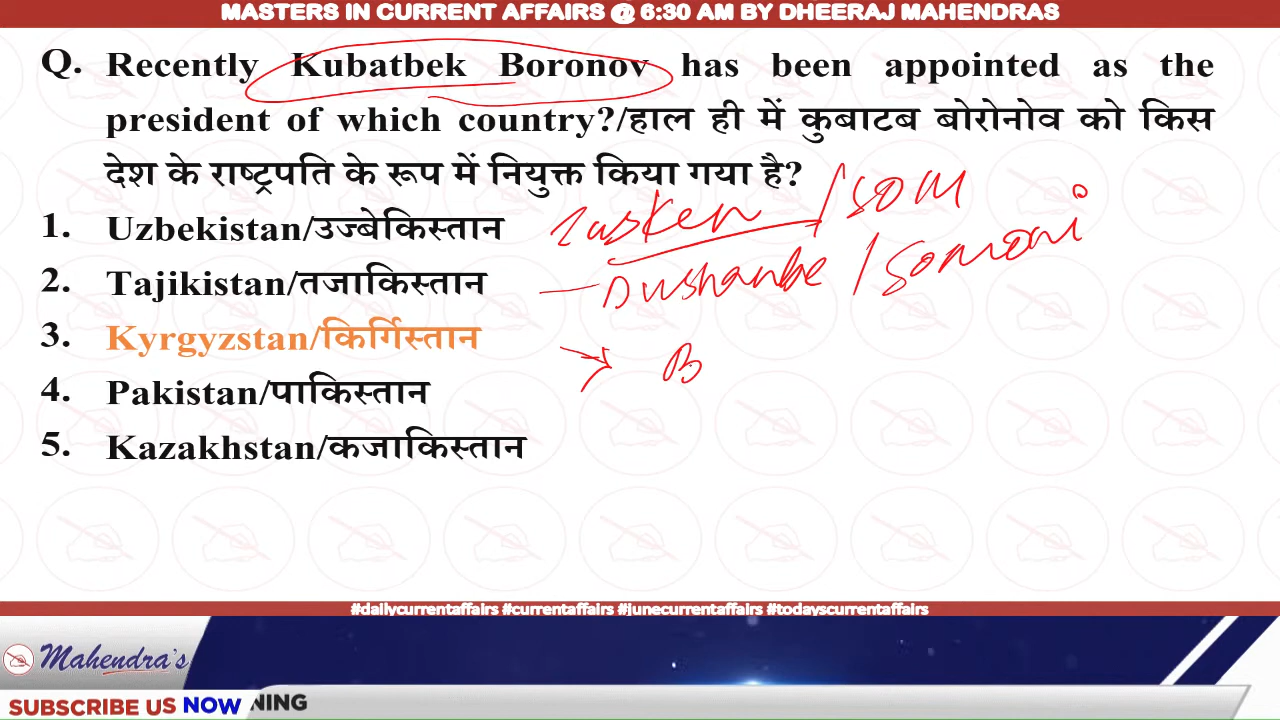 MASTERS IN CURRENT AFFAIRS @ 6:30 AM BY DHEERAJ MAHENDRAS
Q. Recently Kubatbek Boronov has been appointed as the
president of which country?/हाल ही में कुबाटब बोरोनोव को किस
देश के राष्ट्रपति के रूप में नियुक्त किया गया है?
1. Uzbekistan/उज्बेकिस्तान
/ som
2. Tajikistan/तजाकिस्तान
- Dushanbe / Somoni
3. Kyrgyzstan/किर्गिस्तान
B
4. Pakistan/पाकिस्तान
5. Kazakhstan/कजाकिस्तान
#dailycurrentaffairs #currentaffairs #junecurrentaffairs #todayscurrentaffairs
Mahendra's
SUBSCRIBE US NOW NING